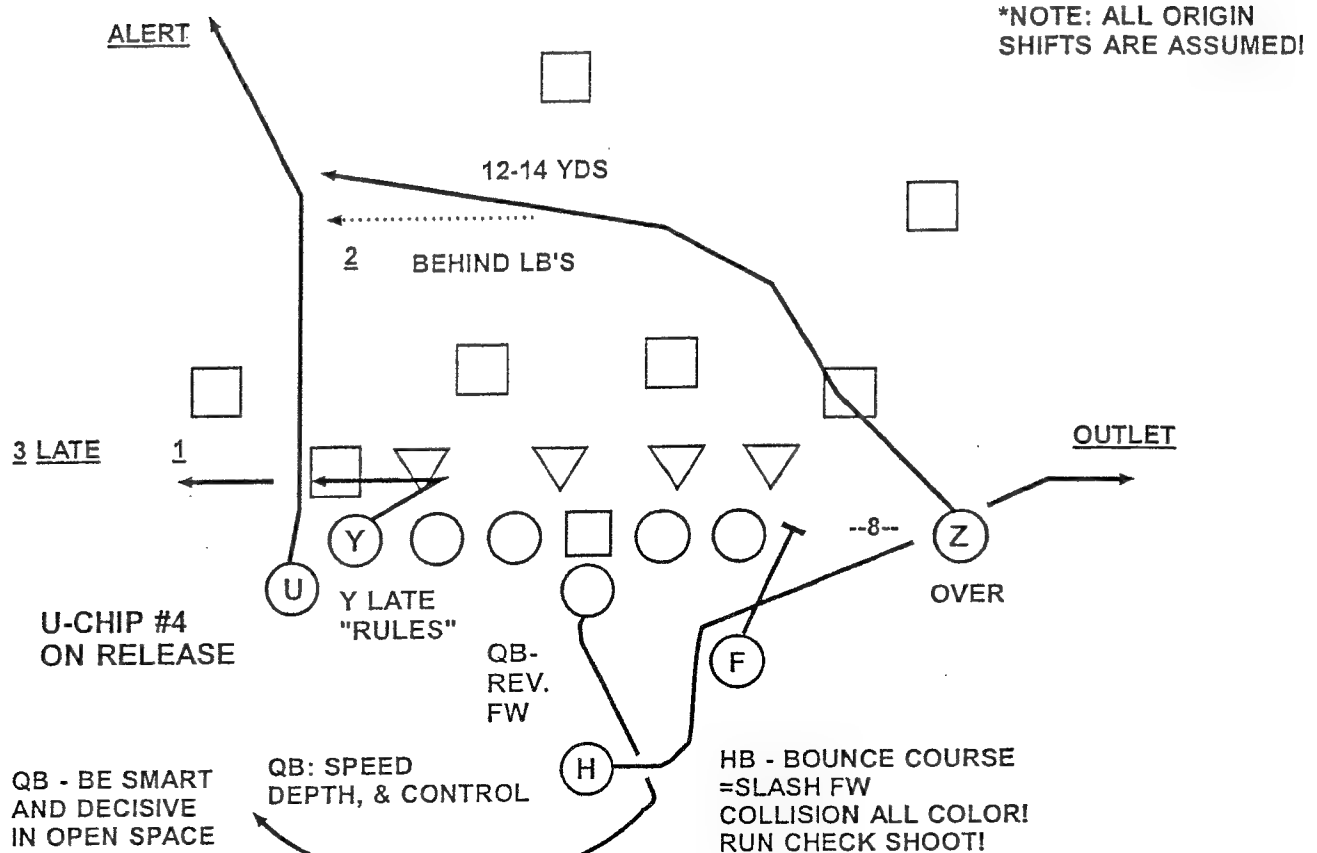 *NOTE: ALL ORIGIN
SHIFTS ARE ASSUMED!
ALERT
12-14 YDS
2
BEHIND LB'S
3 LATE
1
OUTLET
Y
--8--
Z
U
OVER
Y LATE
"RULES"
U-CHIP #4
ON RELEASE
QB-
REV.
FW
F
H
QB - BE SMART
AND DECISIVE
IN OPEN SPACE
QB: SPEED
DEPTH, & CONTROL
HB - BOUNCE COURSE
=SLASH FW
COLLISION ALL COLOR!
RUN CHECK SHOOT!